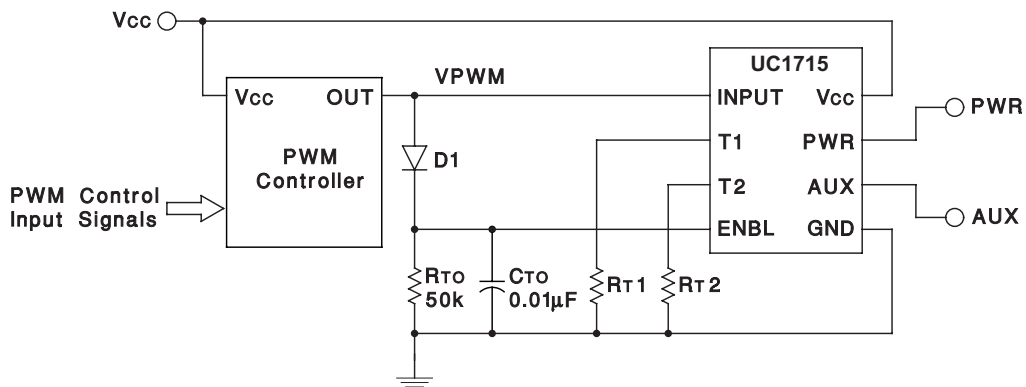 Vcc
UC1715
VPWM
Vcc OUT
INPUT Vcc
PWR
T1 PWR
D1
PWM
Controller
T2 AUX
PWM Control
Input Signals
AUX
ENBL GND
RTO
50k
CTO
0.01µF
RT1
RT2